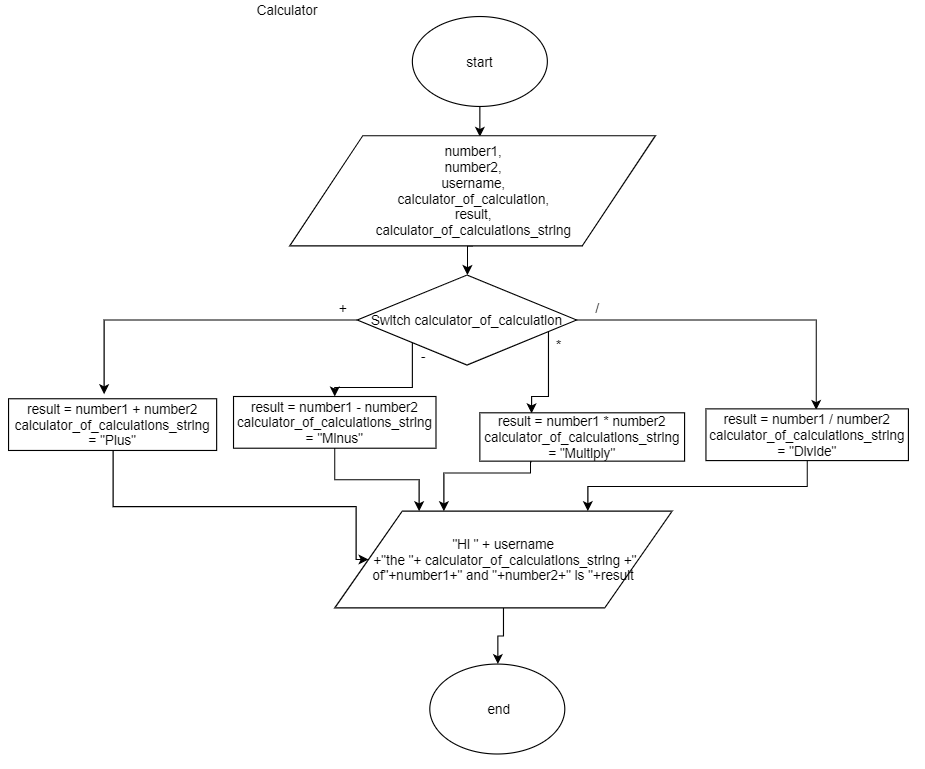 Calculator
start
number1,
number2,
username,
calculator_of_calculation,
result,
calculator_of_calculations_string
+
/
Switch calculator_of_calculation
-
*
result = number1 + number2
calculator_of_calculations_string
= "Plus"
result = number1 - number2
calculator_of_calculations_string
= "Minus"
result = number1 * number2
calculator_of_calculations_string
= "Multiply"
result = number1 / number2
calculator_of_calculations_string
= "Divide"
"Hi " + username
+"the "+ calculator_of_calculations_string +"
of"+number1+" and "+number2+" is "+result
end